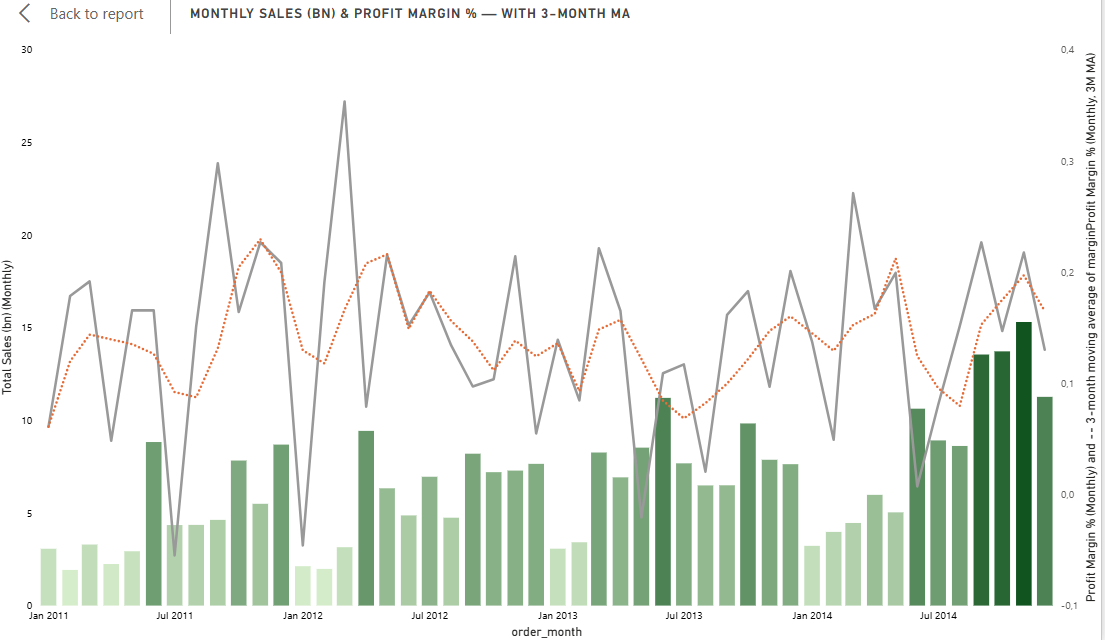 Back to report
MONTHLY SALES (BN) & PROFIT MARGIN % — WITH 3-MONTH MA
Total Sales (bn) (Monthly)
30
25
20
15
10
5
0
0,4
0,3
0,2
0,1
0,0
-0,1
Profit Margin % (Monthly) and -- 3-month moving average of marginProfit Margin % (Monthly, 3M MA)
Jan 2011
Jul 2011
Jan 2012
Jul 2012
Jan 2013
Jul 2013
Jan 2014
Jul 2014
order_month